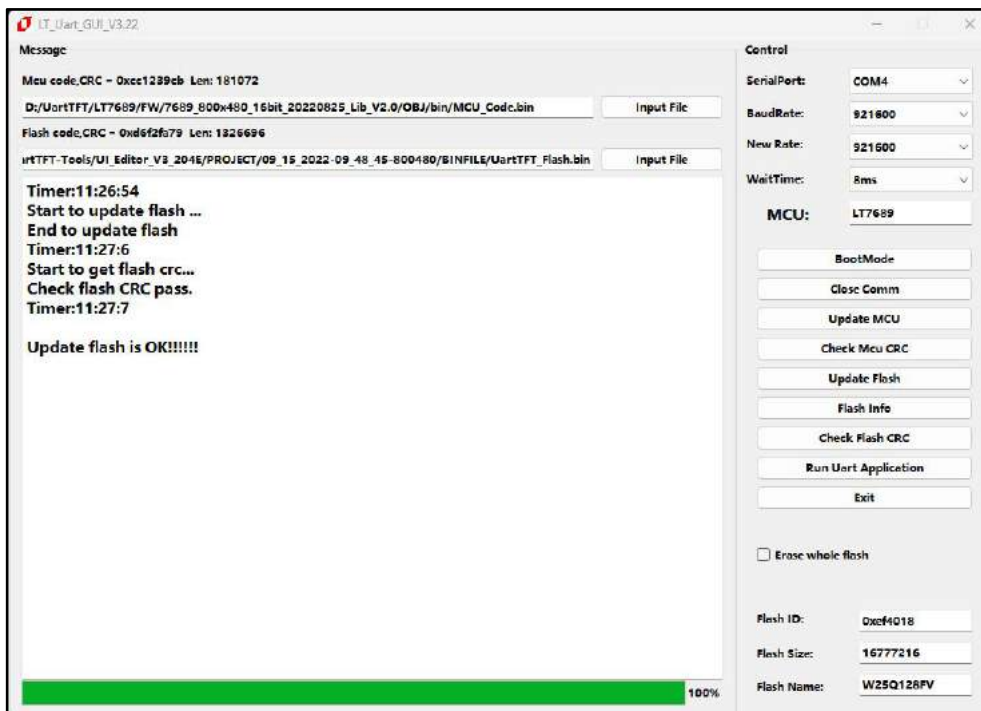 LT_Uart_GUI_V3.22
Message
Mcu code,CRC - 0xcc1239cb Len: 181072
D:/UartTFT/LT7689/FW/7689_800x480_16bit_20220825_Lib_V2.0/OBJ/bin/MCU_Code.bin
Input File
Flash code,CRC - 0xd6f2fa79 Len: 1326696
artTFT-Tools/UI_Editor_V3_204E/PROJECT/09_15_2022-09_48_45-800480/BINFILE/UartTFT_Flash.bin
Input File
Timer:11:26:54
Start to update flash ...
End to update flash
Timer:11:27:6
Start to get flash crc...
Check flash CRC pass.
Timer:11:27:7
Update flash is OK!!!!!!
100%
Control
SerialPort: COM4
BaudRate: 921600
New Rate: 921600
WaitTime: 8ms
MCU: LT7689
BootMode
Close Comm
Update MCU
Check Mcu CRC
Update Flash
Flash Info
Check Flash CRC
Run Uart Application
Exit
Erase whole flash
Flash ID: 0xef4018
Flash Size: 16777216
Flash Name: W25Q128FV